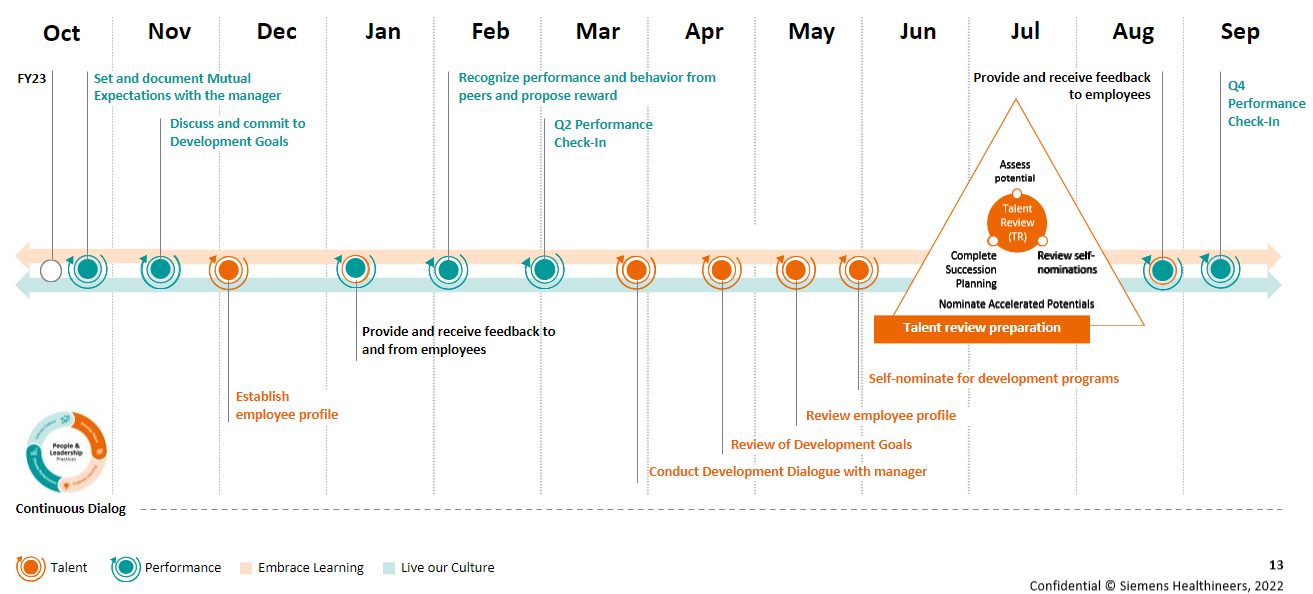 Oct Nov Dec Jan Feb Mar Apr May Jun Jul Aug Sep
FY23
Set and document Mutual
Expectations with the manager
Discuss and commit to
Development Goals
Recognize performance and behavior from
peers and propose reward
Q2 Performance
Check-In
Provide and receive feedback
to employees
Q4
Performance
Check-In
Assess
potential
Talent
Review
(TR)
Complete
Succession
Planning
Review self-
nominations
Nominate Accelerated Potentials
Talent review preparation
Provide and receive feedback to
and from employees
Establish
employee profile
Self-nominate for development programs
Review employee profile
Review of Development Goals
Conduct Development Dialogue with manager
People &
Leadership
Practices
Continuous Dialog
Talent
Performance
Embrace Learning
Live our Culture
13
Confidential © Siemens Healthineers, 2022